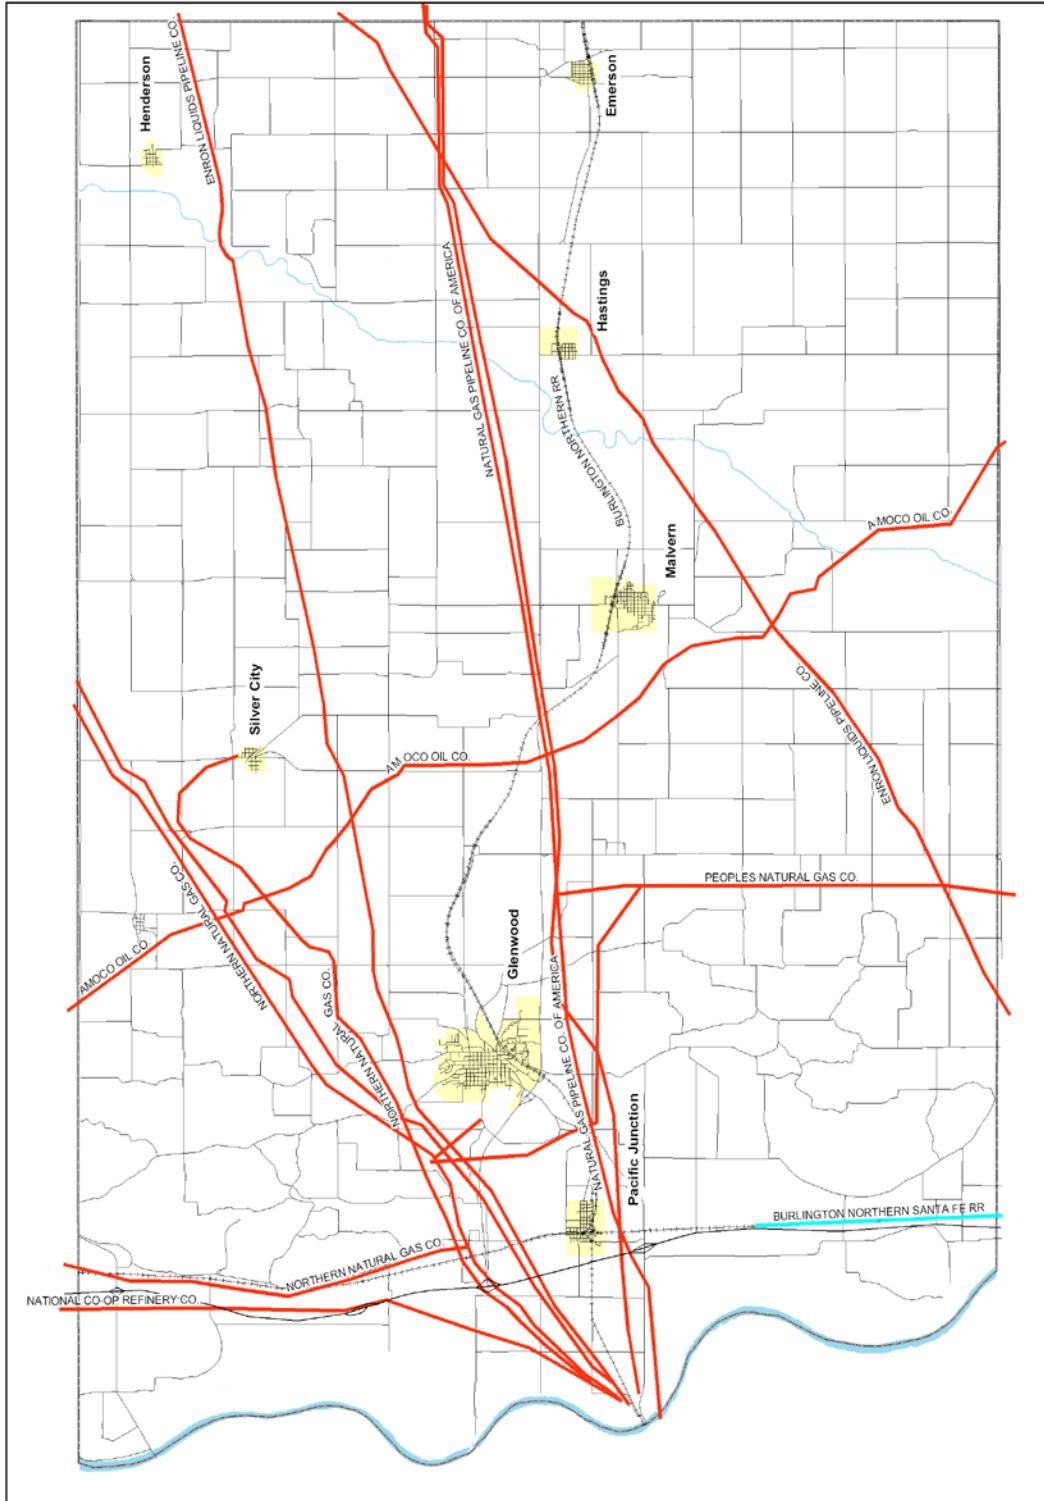 ENRON LIQUIDS PIPELINE CO.
Henderson
Emerson
NATURAL GAS PIPELINE CO. OF AMERICA
Hastings
BURLINGTON NORTHERN RR
AMOCO OIL CO.
Malvern
Silver City
AMOCO OIL CO.
ENRON LIQUIDS PIPELINE CO.
PEOPLES NATURAL GAS CO.
NORTHERN NATURAL GAS CO.
AMOCO OIL CO.
Glenwood
NORTHERN NATURAL GAS CO.
NATURAL GAS PIPELINE CO. OF AMERICA
Pacific Junction
BURLINGTON NORTHERN SANTA FE RR
NORTHERN NATURAL GAS CO.
NATIONAL CO-OP REFINERY CO.